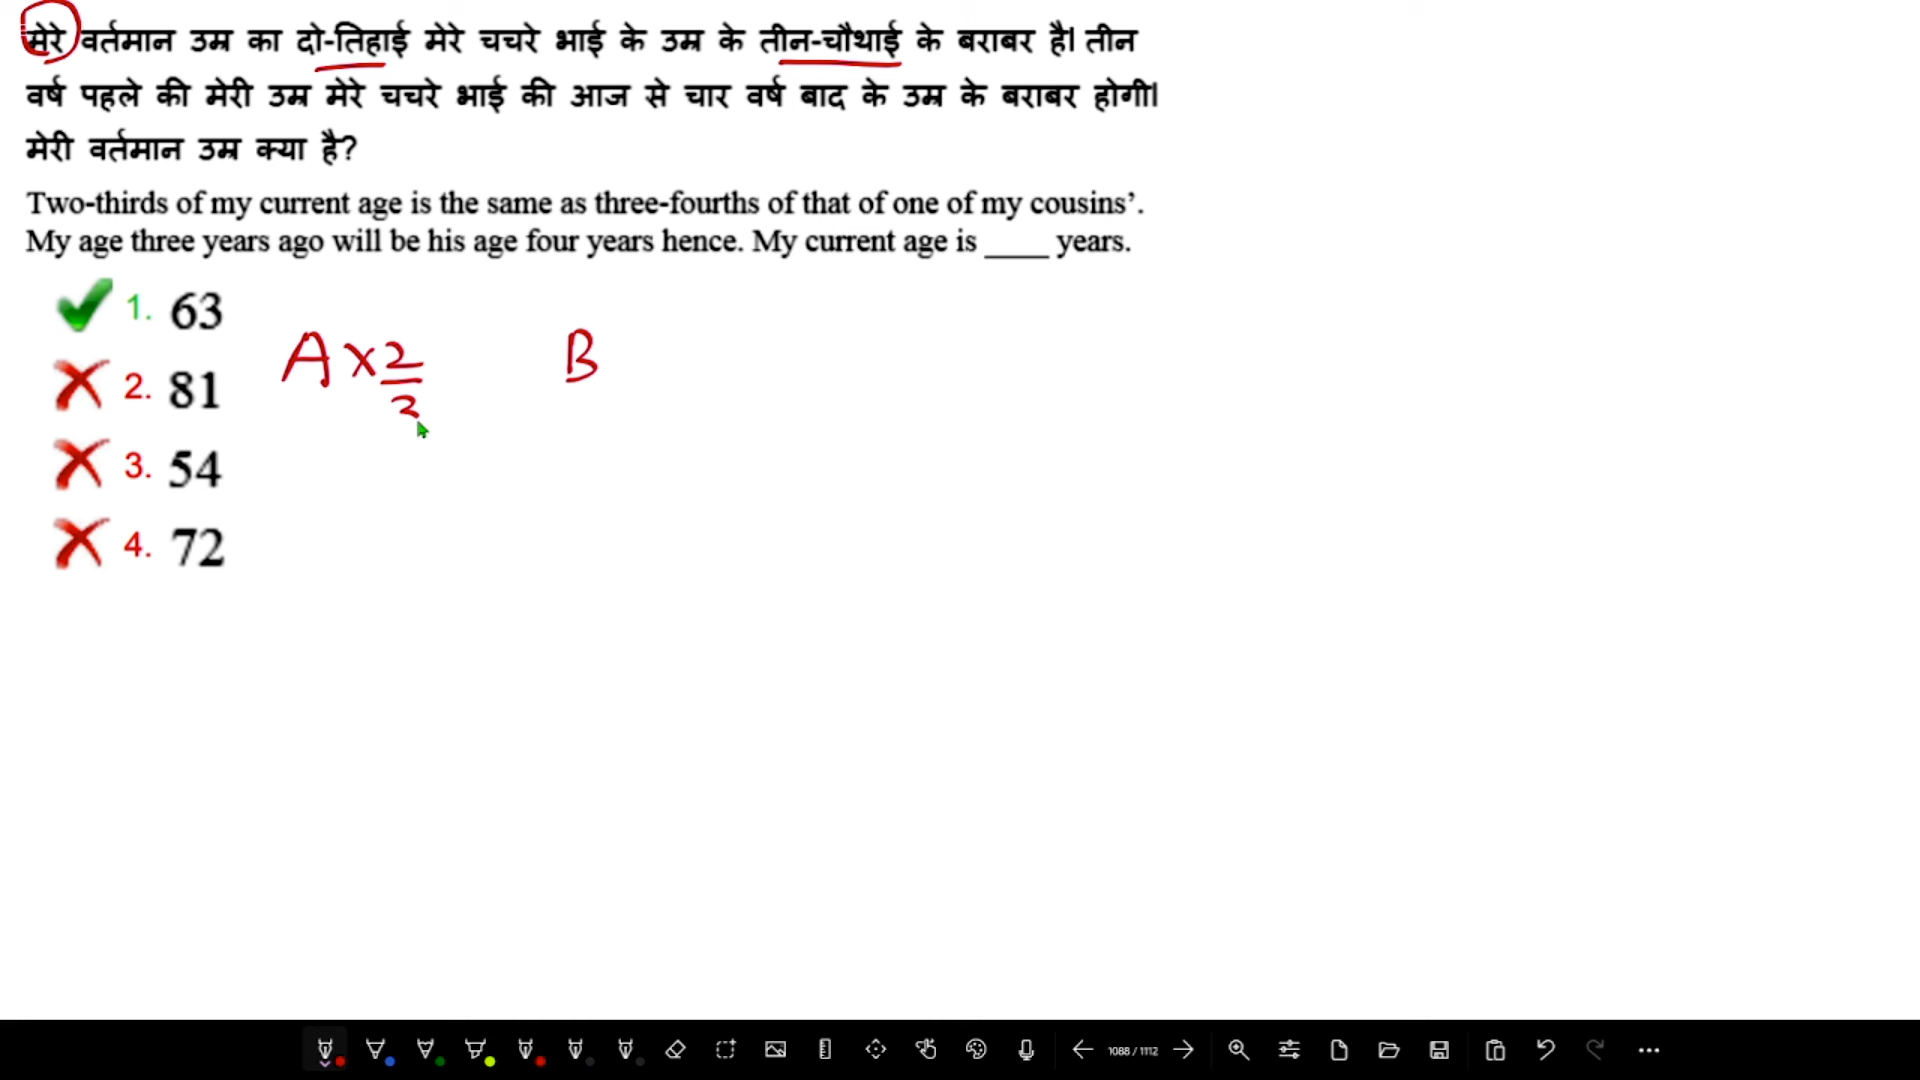 मेरे वर्तमान उम्र का दो-तिहाई मेरे चचरे भाई के उम्र के तीन-चौथाई के बराबर है। तीन
वर्ष पहले की मेरी उम्र मेरे चचरे भाई की आज से चार वर्ष बाद के उम्र के बराबर होगी।
मेरी वर्तमान उम्र क्या है?
Two-thirds of my current age is the same as three-fourths of that of one of my cousins’.
My age three years ago will be his age four years hence. My current age is ____ years.
1. 63
2. 81
3. 54
4. 72
A × 2/3 B
1088 / 1112